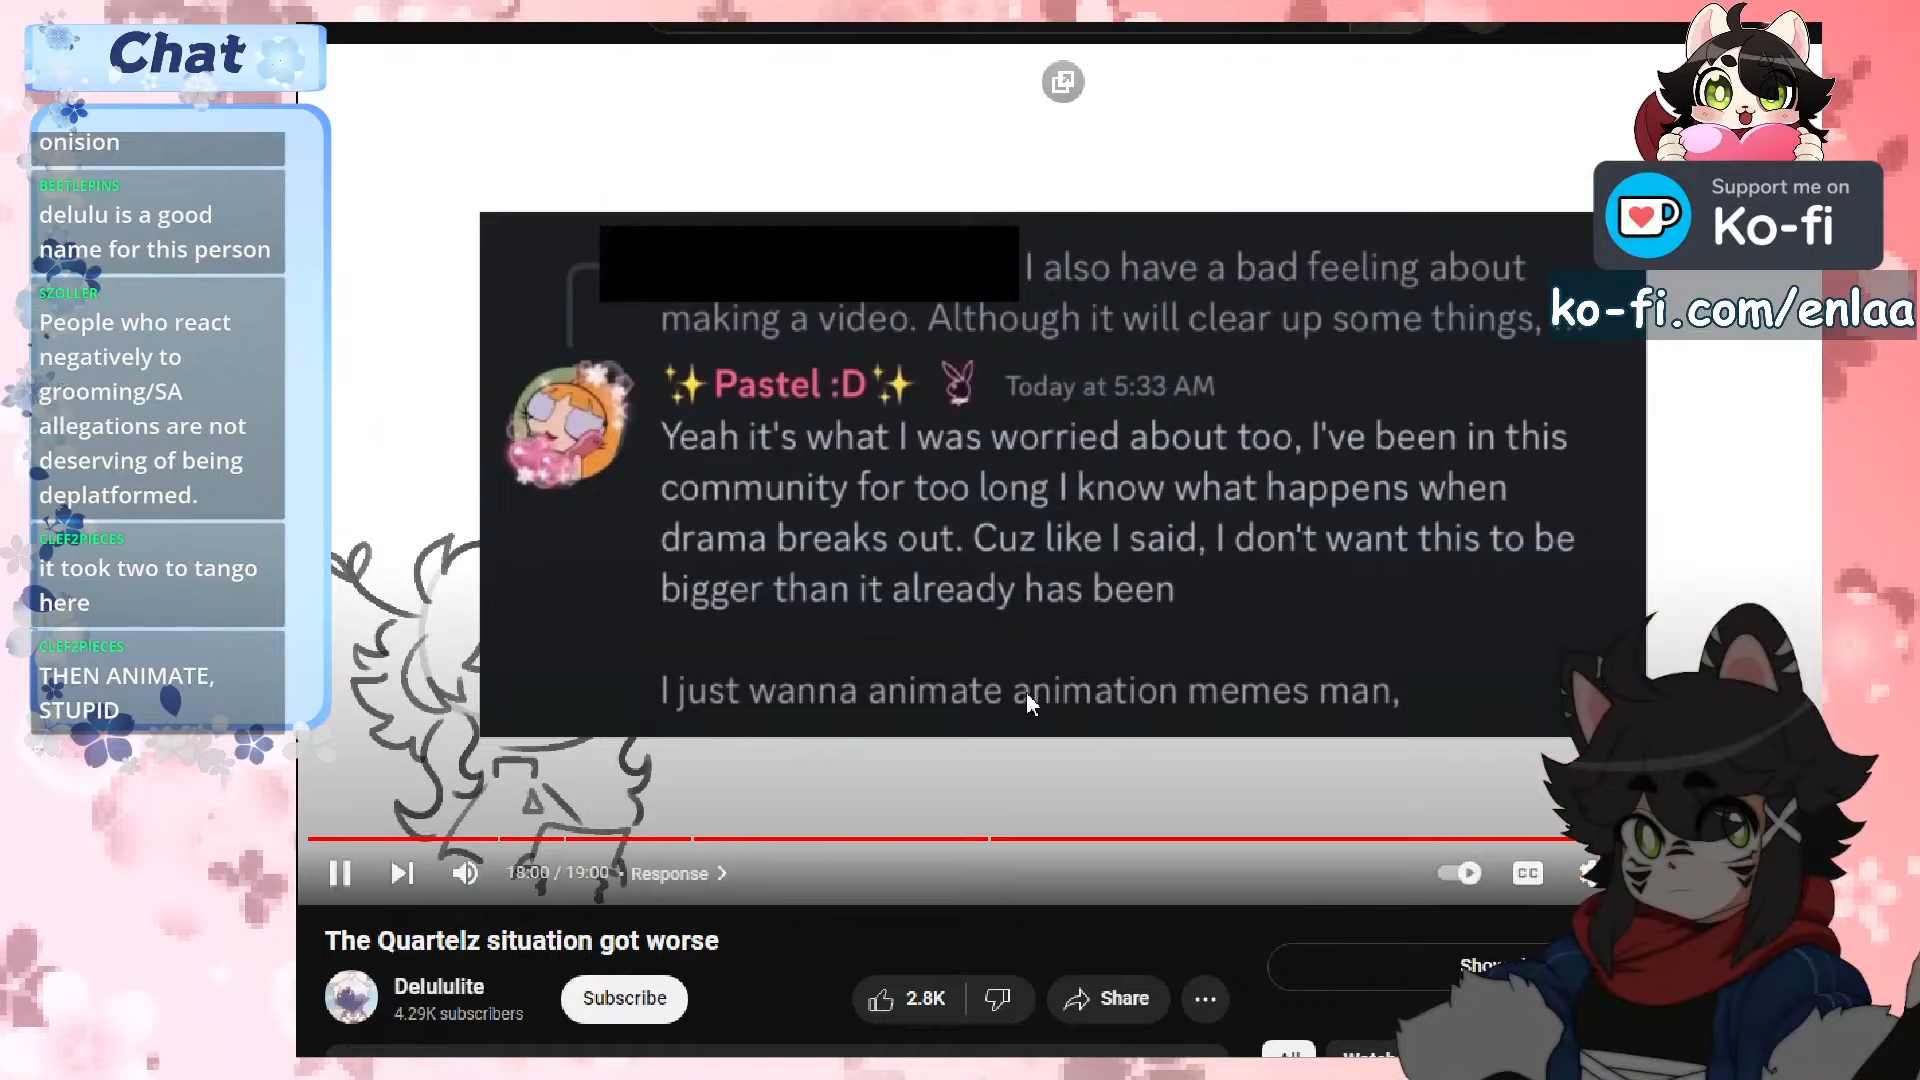 Chat
onision
BEETLEPINS
delulu is a good
name for this person
SZOLLER
People who react
negatively to
grooming/SA
allegations are not
deserving of being
deplatformed.
CLEF2PIECES
it took two to tango
here
CLEF2PIECES
THEN ANIMATE,
STUPID
Support me on
Ko-fi
ko-fi.com/enlaa
I also have a bad feeling about
making a video. Although it will clear up some things,
✨Pastel :D✨ Today at 5:33 AM
Yeah it's what I was worried about too, I've been in this
community for too long I know what happens when
drama breaks out. Cuz like I said, I don't want this to be
bigger than it already has been
I just wanna animate animation memes man,
18:00 / 19:00 • Response >
CC
The Quartelz situation got worse
Delululite
4.29K subscribers
Subscribe
2.8K
Share
All